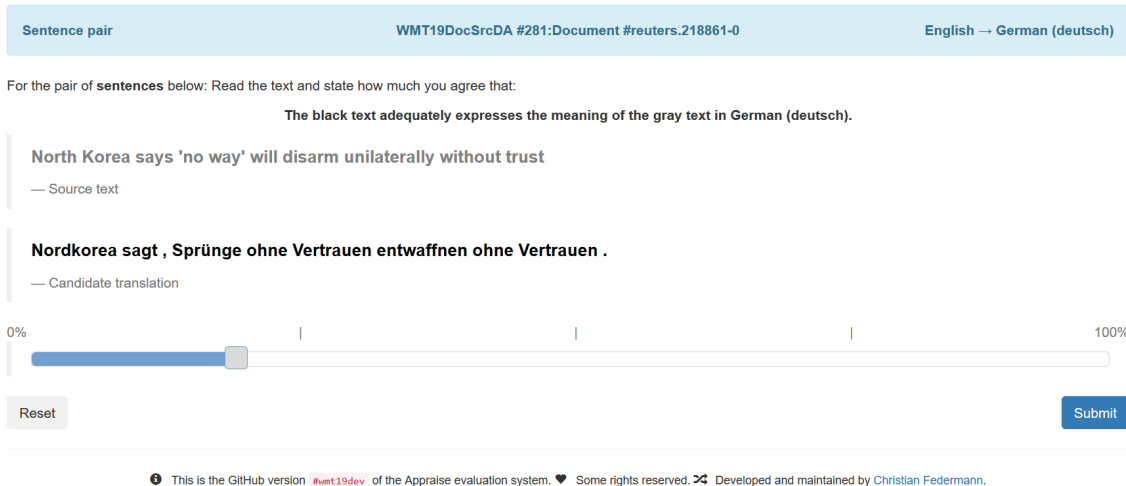 Sentence pair WMT19DocSrcDA #281:Document #reuters.218861-0 English → German (deutsch)
For the pair of sentences below: Read the text and state how much you agree that:
The black text adequately expresses the meaning of the gray text in German (deutsch).
North Korea says 'no way' will disarm unilaterally without trust
— Source text
Nordkorea sagt , Sprünge ohne Vertrauen entwaffnen ohne Vertrauen .
— Candidate translation
0% | | | 100%
Reset Submit
This is the GitHub version #wmt19dev of the Appraise evaluation system. ♥ Some rights reserved. Developed and maintained by Christian Federmann.